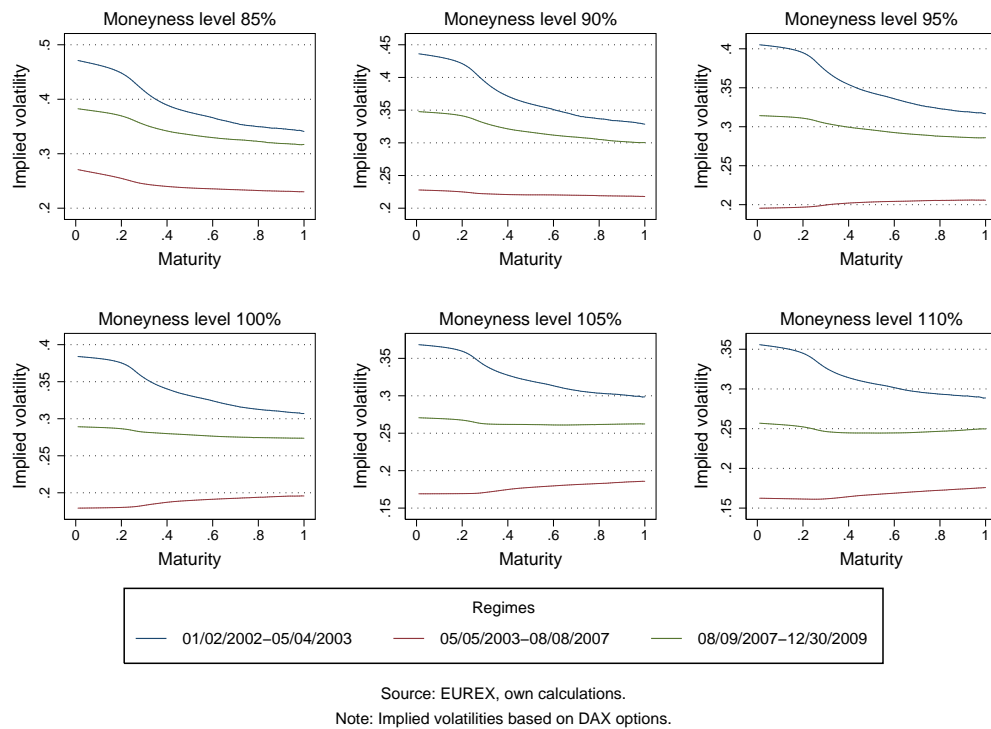 Moneyness level 85%
Implied volatility
.5
.4
.3
.2
0 .2 .4 .6 .8 1
Maturity
Moneyness level 90%
Implied volatility
.45
.4
.35
.3
.25
.2
0 .2 .4 .6 .8 1
Maturity
Moneyness level 95%
Implied volatility
.4
.35
.3
.25
.2
0 .2 .4 .6 .8 1
Maturity
Moneyness level 100%
Implied volatility
.4
.35
.3
.25
.2
0 .2 .4 .6 .8 1
Maturity
Moneyness level 105%
Implied volatility
.35
.3
.25
.2
.15
0 .2 .4 .6 .8 1
Maturity
Moneyness level 110%
Implied volatility
.35
.3
.25
.2
.15
0 .2 .4 .6 .8 1
Maturity
Regimes
01/02/2002−05/04/2003 05/05/2003−08/08/2007 08/09/2007−12/30/2009
Source: EUREX, own calculations.
Note: Implied volatilities based on DAX options.